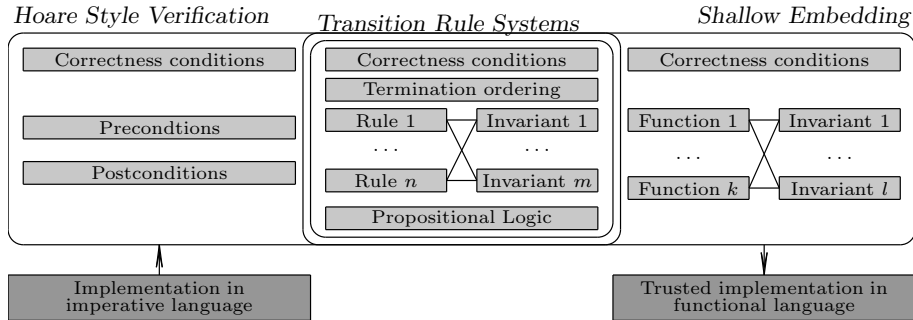 Hoare Style Verification
Transition Rule Systems
Shallow Embedding
Correctness conditions
Precondtions
Postconditions
Correctness conditions
Termination ordering
Rule 1
Invariant 1
...
...
Rule n
Invariant m
Propositional Logic
Correctness conditions
Function 1
Invariant 1
...
...
Function k
Invariant l
Implementation in
imperative language
Trusted implementation in
functional language